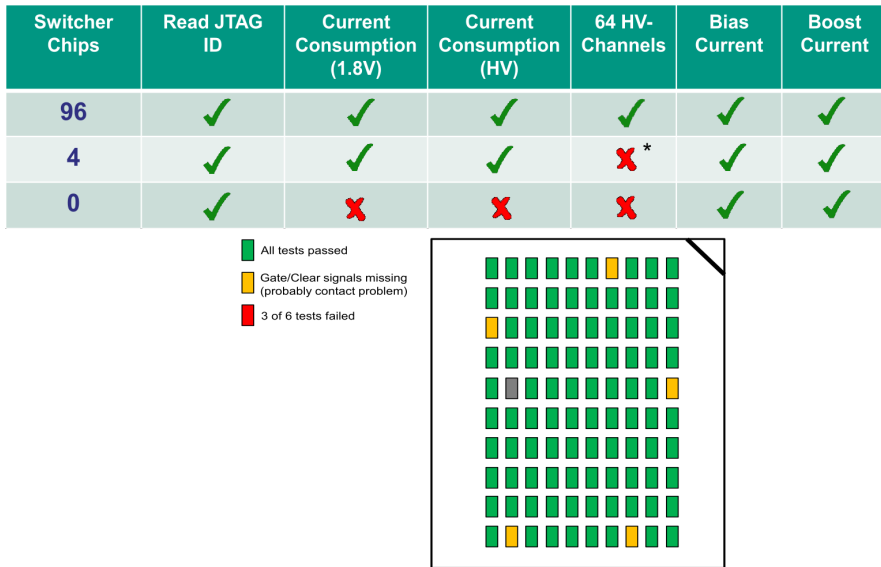 Switcher Chips
Read JTAG ID
Current Consumption (1.8V)
Current Consumption (HV)
64 HV-Channels
Bias Current
Boost Current
96
4
*
0
All tests passed
Gate/Clear signals missing
(probably contact problem)
3 of 6 tests failed